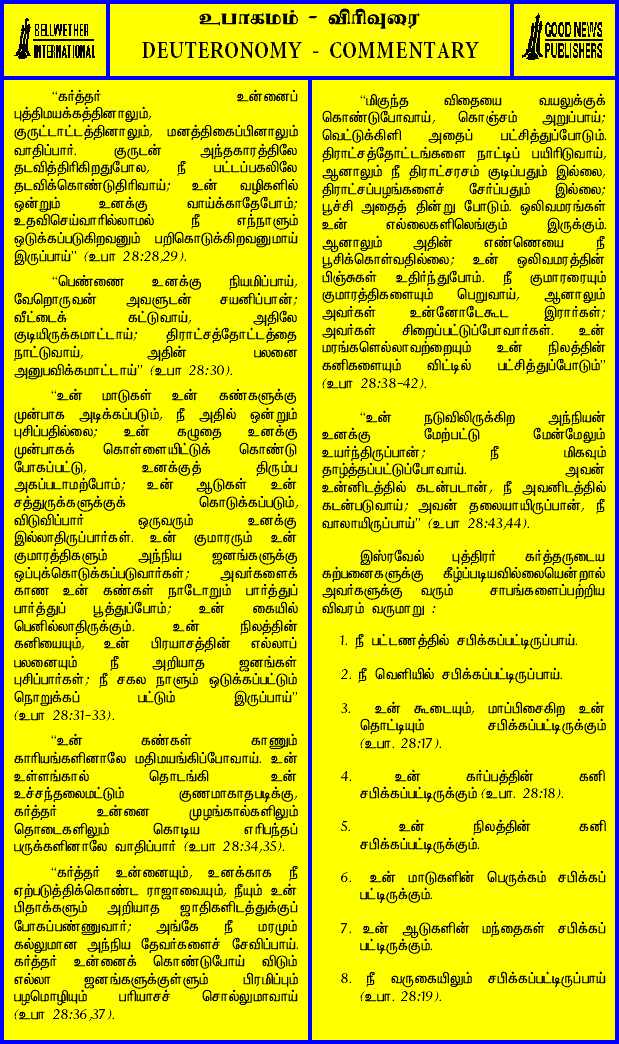 BELLWETHER
INTERNATIONAL
உபாகமம் - விரிவுரை
DEUTERONOMY - COMMENTARY
GOOD NEWS
PUBLISHERS
"கர்த்தர் உன்னைப்
புத்திமயக்கத்தினாலும்,
குருட்டாட்டத்தினாலும், மனத்திகைப்பினாலும்
வாதிப்பார். குருடன் அந்தகாரத்திலே
தடவித்திரிகிறதுபோல, நீ பட்டப்பகலிலே
தடவிக்கொண்டுதிரிவாய்; உன் வழிகளில்
ஒன்றும் உனக்கு வாய்க்காதேபோம்;
உதவிசெய்வாரில்லாமல் நீ எந்நாளும்
ஒடுக்கப்படுகிறவனும் பறிகொடுக்கிறவனுமாய்
இருப்பாய்" (உபா 28:28,29).
"பெண்ணை உனக்கு நியமிப்பாய்,
வேறொருவன் அவளுடன் சயனிப்பான்;
வீட்டைக் கட்டுவாய், அதிலே
குடியிருக்கமாட்டாய்; திராட்சத்தோட்டத்தை
நாட்டுவாய், அதின் பலனை
அனுபவிக்கமாட்டாய்" (உபா 28:30).
"உன் மாடுகள் உன் கண்களுக்கு
முன்பாக அடிக்கப்படும், நீ அதில் ஒன்றும்
புசிப்பதில்லை; உன் கழுதை உனக்கு
முன்பாகக் கொள்ளையிட்டுக் கொண்டு
போகப்பட்டு, உனக்குத் திரும்ப
அகப்படாமற்போம்; உன் ஆடுகள் உன்
சத்துருக்களுக்குக் கொடுக்கப்படும்,
விடுவிப்பார் ஒருவரும் உனக்கு
இல்லாதிருப்பார்கள். உன் குமாரரும் உன்
குமாரத்திகளும் அந்நிய ஜனங்களுக்கு
ஒப்புக்கொடுக்கப்படுவார்கள்; அவர்களைக்
காண உன் கண்கள் நாடோறும் பார்த்துப்
பார்த்துப் பூத்துப்போம்; உன் கையில்
பெனில்லாதிருக்கும். உன் நிலத்தின்
கனியையும், உன் பிரயாசத்தின் எல்லாப்
பலனையும் நீ அறியாத ஜனங்கள்
புசிப்பார்கள்; நீ சகல நாளும் ஒடுக்கப்பட்டும்
நொறுக்கப் பட்டும் இருப்பாய்"
(உபா 28:31-33).
"உன் கண்கள் காணும்
காரியங்களினாலே மதிமயங்கிப்போவாய். உன்
உள்ளங்கால் தொடங்கி உன்
உச்சந்தலைமட்டும் குணமாகாதபடிக்கு,
கர்த்தர் உன்னை முழங்கால்களிலும்
தொடைகளிலும் கொடிய எரிபந்தப்
பருக்களினாலே வாதிப்பார் (உபா 28:34,35).
"கர்த்தர் உன்னையும், உனக்காக நீ
ஏற்படுத்திக்கொண்ட ராஜாவையும், நீயும் உன்
பிதாக்களும் அறியாத ஜாதிகளிடத்துக்குப்
போகப்பண்ணுவார்; அங்கே நீ மரமும்
கல்லுமான அந்நிய தேவர்களைச் சேவிப்பாய்.
கர்த்தர் உன்னைக் கொண்டுபோய் விடும்
எல்லா ஜனங்களுக்குள்ளும் பிரமிப்பும்
பழமொழியும் பரியாசச் சொல்லுமாவாய்
(உபா 28:36,37).
"மிகுந்த விதையை வயலுக்குக்
கொண்டுபோவாய், கொஞ்சம் அறுப்பாய்;
வெட்டுக்கிளி அதைப் பட்சித்துப்போடும்.
திராட்சத்தோட்டங்களை நாட்டிப் பயிரிடுவாய்,
ஆனாலும் நீ திராட்சரசம் குடிப்பதும் இல்லை,
திராட்சப்பழங்களைச் சேர்ப்பதும் இல்லை;
பூச்சி அதைத் தின்று போடும். ஒலிவமரங்கள்
உன் எல்லைகளிலெங்கும் இருக்கும்.
ஆனாலும் அதின் எண்ணெயை நீ
பூசிக்கொள்வதில்லை; உன் ஒலிவமரத்தின்
பிஞ்சுகள் உதிர்ந்துபோம். நீ குமாரரையும்
குமாரத்திகளையும் பெறுவாய், ஆனாலும்
அவர்கள் உன்னோடேகூட இரார்கள்;
அவர்கள் சிறைப்பட்டுப்போவார்கள். உன்
மரங்களெல்லாவற்றையும் உன் நிலத்தின்
கனிகளையும் விட்டில் பட்சித்துப்போடும்"
(உபா 28:38-42).
"உன் நடுவிலிருக்கிற அந்நியன்
உனக்கு மேற்பட்டு மேன்மேலும்
உயர்ந்திருப்பான்; நீ மிகவும்
தாழ்த்தப்பட்டுப்போவாய். அவன்
உன்னிடத்தில் கடன்படான், நீ அவனிடத்தில்
கடன்படுவாய்; அவன் தலையாயிருப்பான், நீ
வாலாயிருப்பாய்" (உபா 28:43,44).
இஸ்ரவேல் புத்திரர் கர்த்தருடைய
கற்பனைகளுக்கு கீழ்ப்படியவில்லையென்றால்
அவர்களுக்கு வரும் சாபங்களைப்பற்றிய
விவரம் வருமாறு :
1. நீ பட்டணத்தில் சபிக்கப்பட்டிருப்பாய்.
2. நீ வெளியில் சபிக்கப்பட்டிருப்பாய்.
3. உன் கூடையும், மாப்பிசைகிற உன்
தொட்டியும் சபிக்கப்பட்டிருக்கும்
(உபா. 28:17).
4. உன் கர்ப்பத்தின் கனி
சபிக்கப்பட்டிருக்கும் (உபா. 28:18).
5. உன் நிலத்தின் கனி
சபிக்கப்பட்டிருக்கும்.
6. உன் மாடுகளின் பெருக்கம் சபிக்கப்
பட்டிருக்கும்.
7. உன் ஆடுகளின் மந்தைகள் சபிக்கப்
பட்டிருக்கும்.
8. நீ வருகையிலும் சபிக்கப்பட்டிருப்பாய்
(உபா. 28:19).